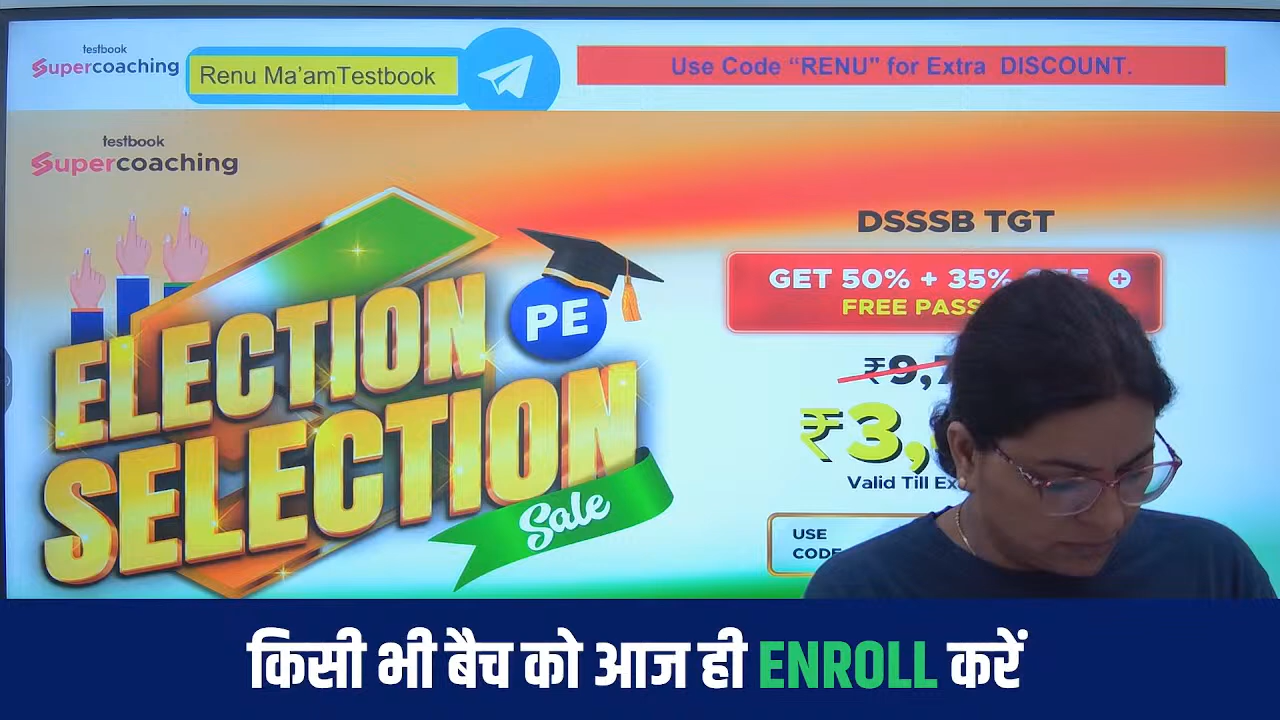 testbook
Supercoaching
Renu Ma'amTestbook
Use Code “RENU" for Extra DISCOUNT.
testbook
Supercoaching
ELECTION
PE
SELECTION
Sale
DSSSB TGT
GET 50% + 35%
FREE PASS
₹9,
₹3,
Valid Till
USE
CODE
किसी भी बैच को आज ही ENROLL करें